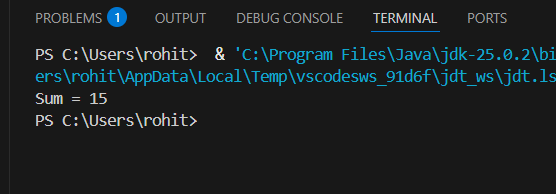 PROBLEMS 1 OUTPUT DEBUG CONSOLE TERMINAL PORTS
PS C:\Users\rohit>  & 'C:\Program Files\Java\jdk-25.0.2\bi
ers\rohit\AppData\Local\Temp\vscodesws_91d6f\jdt_ws\jdt.ls
Sum = 15
PS C:\Users\rohit>